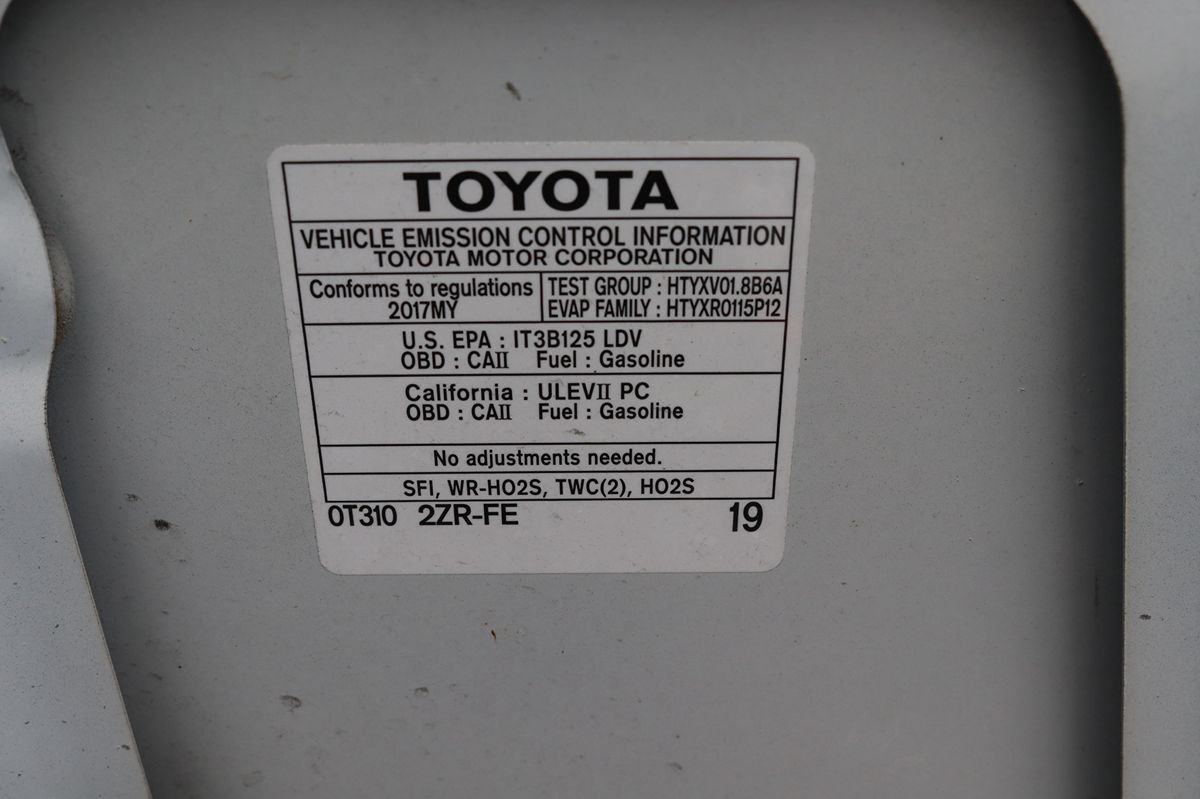 TOYOTA
VEHICLE EMISSION CONTROL INFORMATION
TOYOTA MOTOR CORPORATION
Conforms to regulations
2017MY
TEST GROUP : HTYXV01.8B6A
EVAP FAMILY : HTYXR0115P12
U.S. EPA : IT3B125 LDV
OBD : CAII Fuel : Gasoline
California : ULEVII PC
OBD : CAII Fuel : Gasoline
No adjustments needed.
SFI, WR-HO2S, TWC(2), HO2S
0T310 2ZR-FE 19